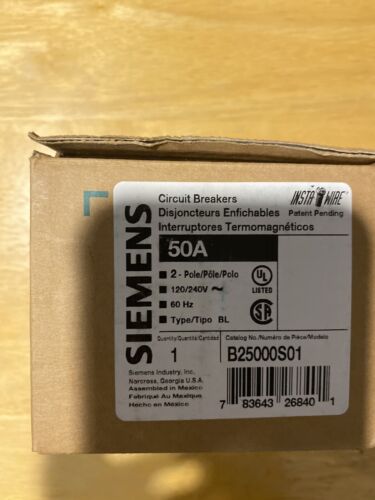 SIEMENS
Circuit Breakers
Disjoncteurs Enfichables
Interruptores Termomagnéticos
INSTA WIRE
Patent Pending
50A
2 - Pole/Pôle/Polo
120/240V ~
60 Hz
Type/Tipo BL
UL
LISTED
SA
Quantity/Quantité/Cantidad
1
Catalog No./Numéro de Pièce/Modelo
B25000S01
Siemens Industry, Inc.
Norcross, Georgia U.S.A.
Assembled in Mexico
Fabriqué Au Mexique
Hecho en México
7 83643 26840 1